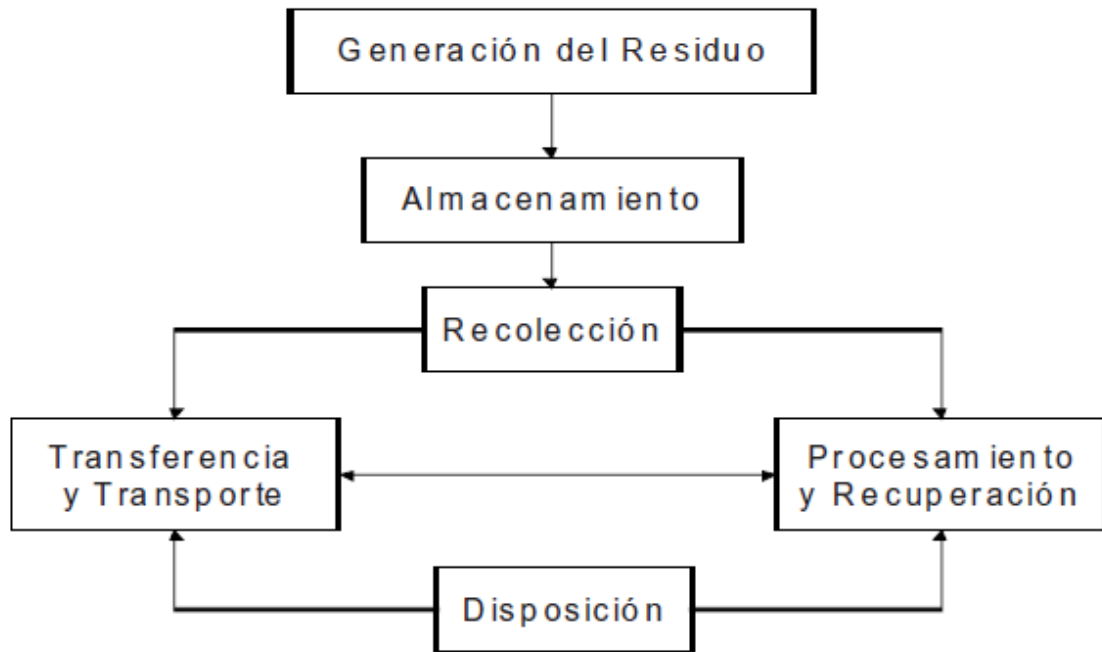 Generación del Residuo
Almacenamiento
Recolección
Transferencia
y Transporte
Procesamiento
y Recuperación
Disposición